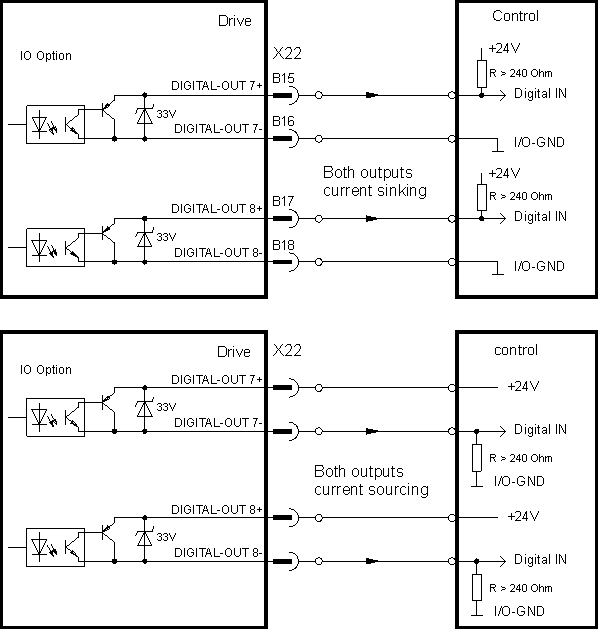 Drive
Control
IO Option
X22
+24V
B15
DIGITAL-OUT 7+
R > 240 Ohm
Digital IN
33V
B16
DIGITAL-OUT 7-
I/O-GND
Both outputs
current sinking
+24V
B17
DIGITAL-OUT 8+
R > 240 Ohm
Digital IN
33V
B18
DIGITAL-OUT 8-
I/O-GND
Drive
X22
control
IO Option
DIGITAL-OUT 7+
+24V
33V
DIGITAL-OUT 7-
Digital IN
R > 240 Ohm
Both outputs
current sourcing
I/O-GND
DIGITAL-OUT 8+
+24V
33V
DIGITAL-OUT 8-
Digital IN
R > 240 Ohm
I/O-GND